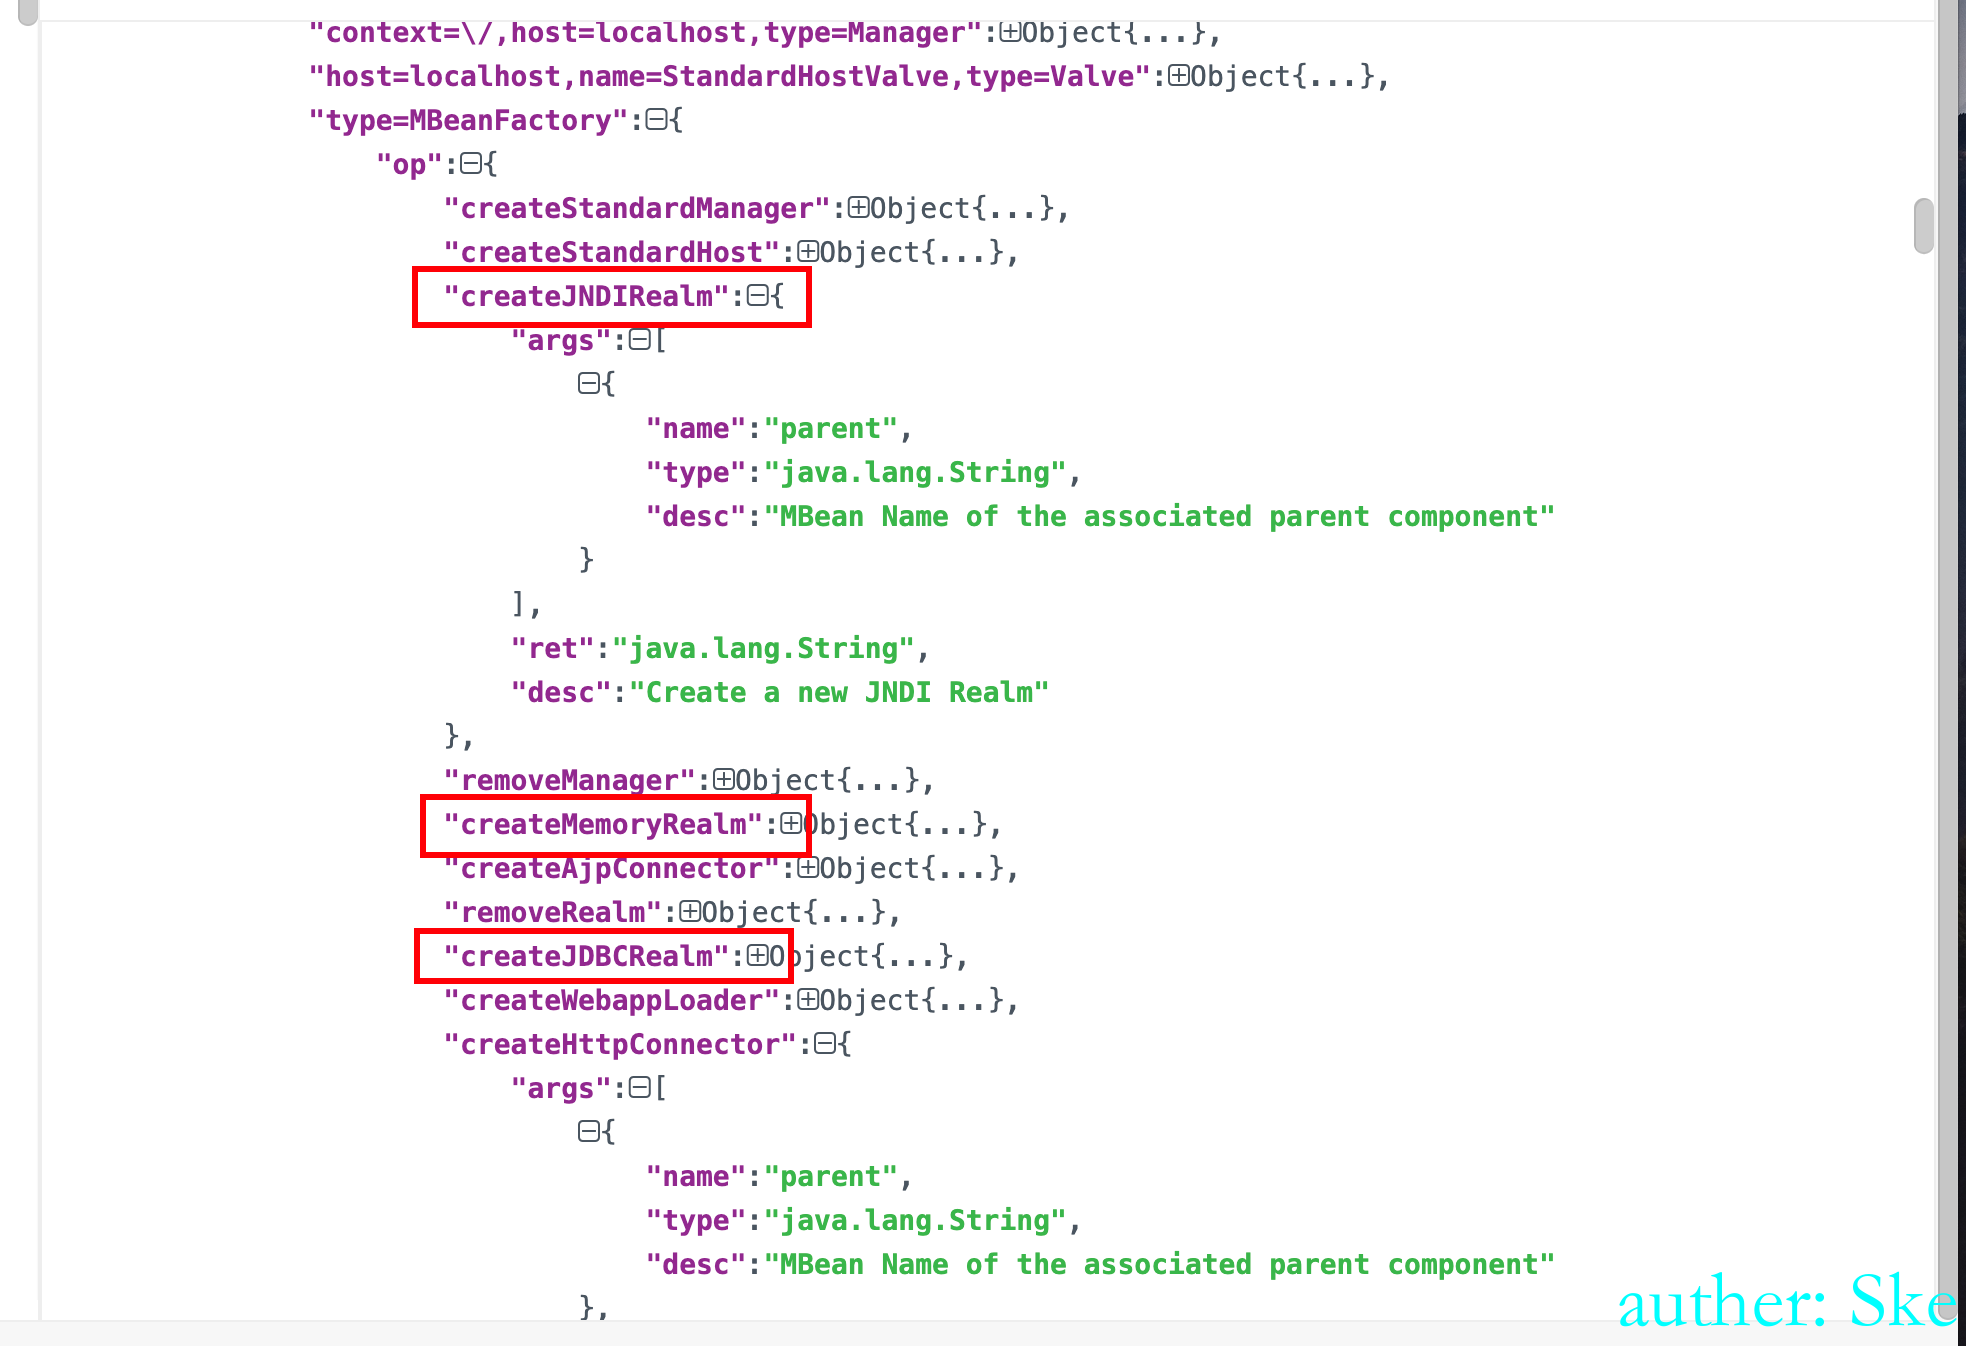 "context=\/,host=localhost,type=Manager":Object{...},
"host=localhost,name=StandardHostValve,type=Valve":Object{...},
"type=MBeanFactory":{
"op":{
"createStandardManager":Object{...},
"createStandardHost":Object{...},
"createJNDIRealm":{
"args":[
{
"name":"parent",
"type":"java.lang.String",
"desc":"MBean Name of the associated parent component"
}
],
"ret":"java.lang.String",
"desc":"Create a new JNDI Realm"
},
"removeManager":Object{...},
"createMemoryRealm":Object{...},
"createAjpConnector":Object{...},
"removeRealm":Object{...},
"createJDBCRealm":Object{...},
"createWebappLoader":Object{...},
"createHttpConnector":{
"args":[
{
"name":"parent",
"type":"java.lang.String",
"desc":"MBean Name of the associated parent component"
},
auther: Ske